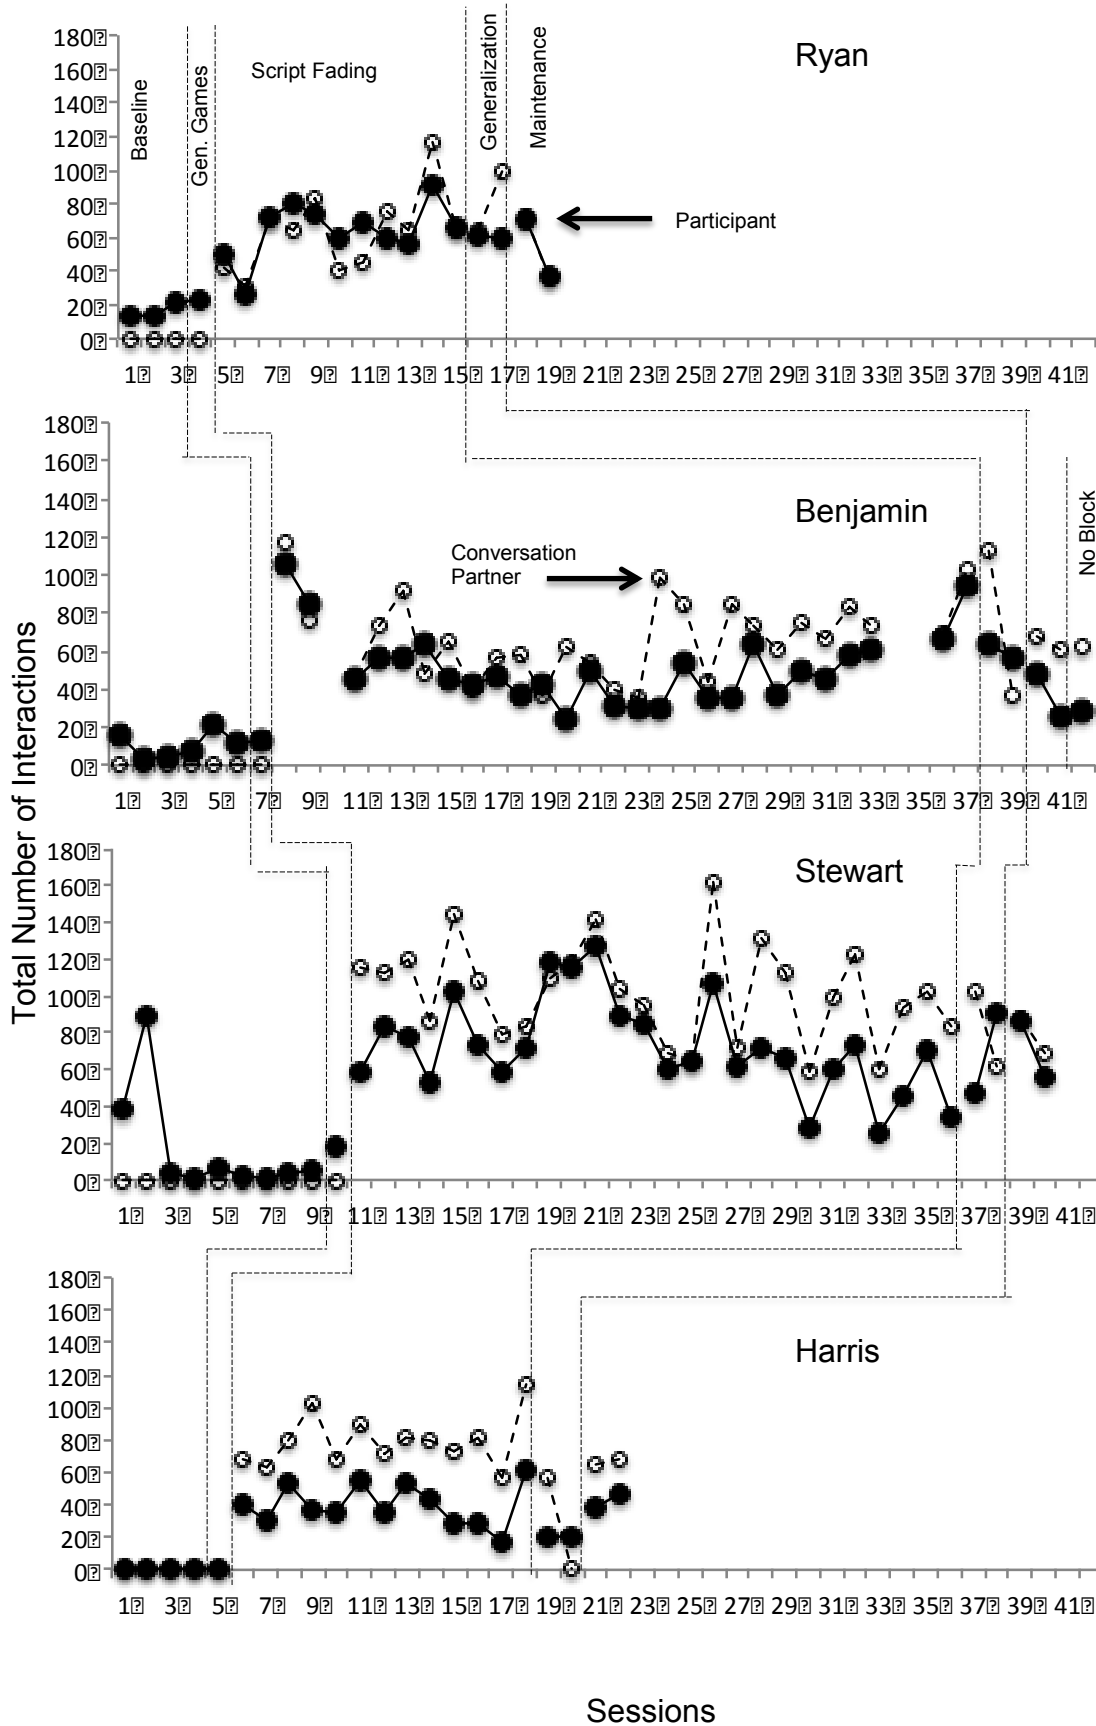 180
160
140
120
100
80
60
40
20
0
Baseline
Gen. Games
Script Fading
Generalization
Maintenance
Ryan
Participant
1 3 5 7 9 11 13 15 17 19 21 23 25 27 29 31 33 35 37 39 41
180
160
140
120
100
80
60
40
20
0
Benjamin
No Block
Conversation
Partner
1 3 5 7 9 11 13 15 17 19 21 23 25 27 29 31 33 35 37 39 41
Total Number of Interactions
180
160
140
120
100
80
60
40
20
0
Stewart
1 3 5 7 9 11 13 15 17 19 21 23 25 27 29 31 33 35 37 39 41
180
160
140
120
100
80
60
40
20
0
Harris
1 3 5 7 9 11 13 15 17 19 21 23 25 27 29 31 33 35 37 39 41
Sessions